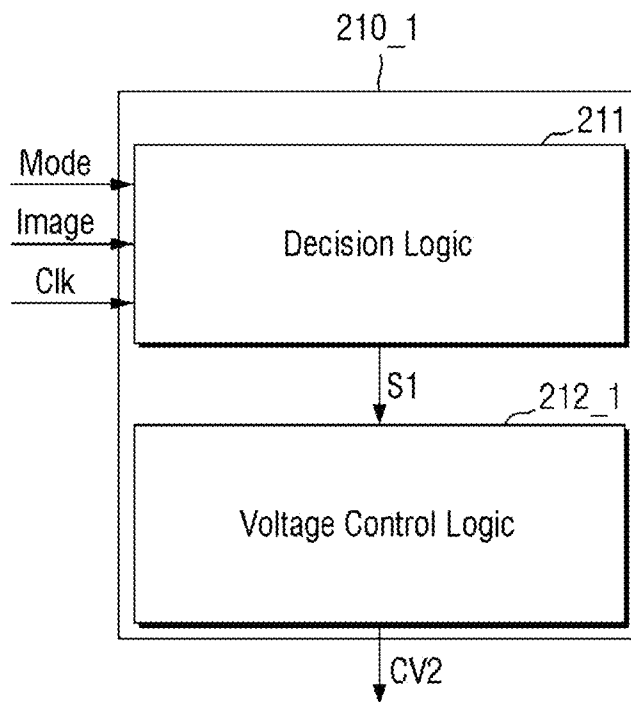 210_1
211
Mode
Image
Clk
Decision Logic
S1
212_1
Voltage Control Logic
CV2